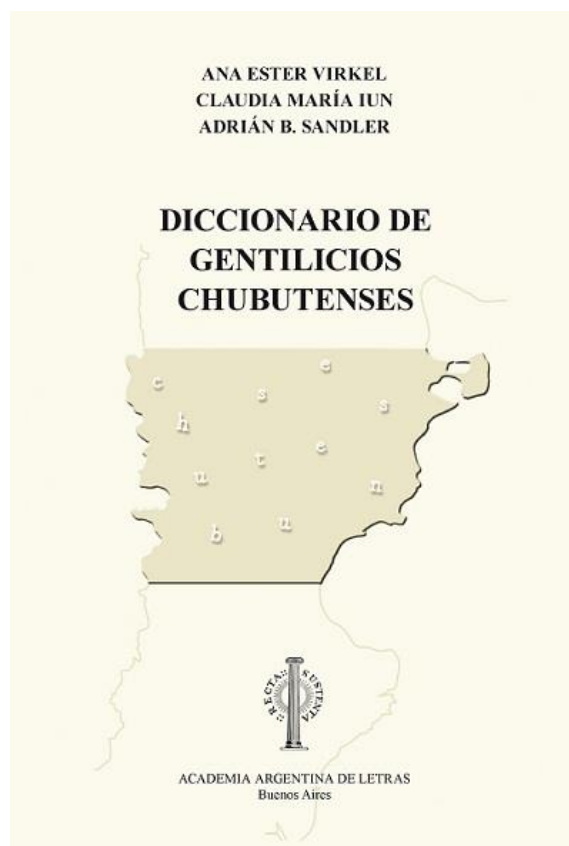 ANA ESTER VIRKEL
CLAUDIA MARÍA IUN
ADRIÁN B. SANDLER
DICCIONARIO DE
GENTILICIOS
CHUBUTENSES
c h u b u t e n s e s
::RECTA::SUSTENTA
ACADEMIA ARGENTINA DE LETRAS
Buenos Aires